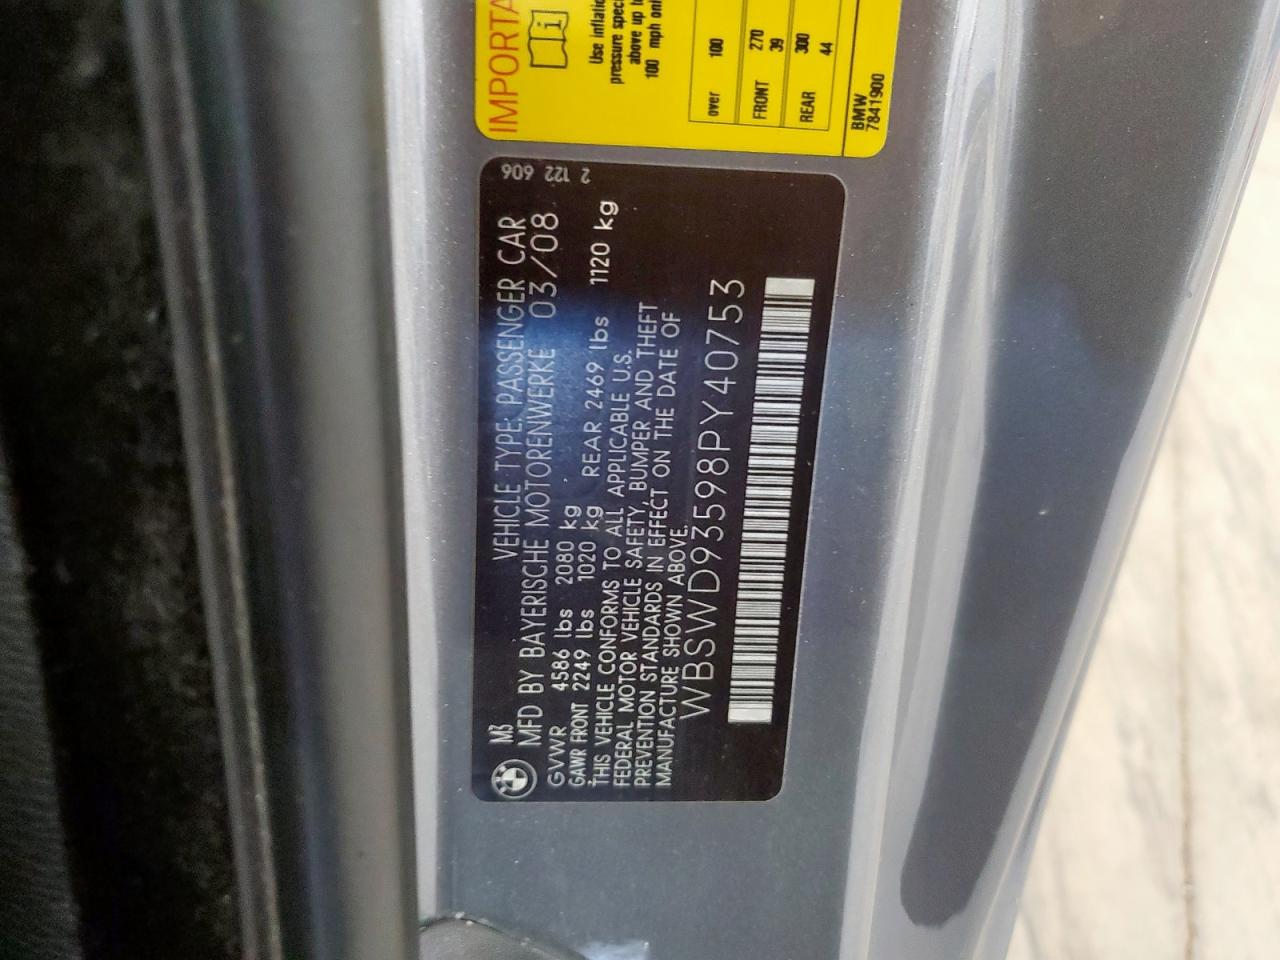 IMPORTA
Use inflatio
pressure spec
above up to
100 mph onl
over 100
FRONT 270
39
REAR 300
44
BMW
7841900
2 122 606
M3 VEHICLE TYPE: PASSENGER CAR
MFD BY BAYERISCHE MOTORENWERKE 03/08
GVWR 4586 lbs 2080 kg
GAWR FRONT 2249 lbs 1020 kg REAR 2469 lbs 1120 kg
THIS VEHICLE CONFORMS TO ALL APPLICABLE U.S.
FEDERAL MOTOR VEHICLE SAFETY, BUMPER AND THEFT
PREVENTION STANDARDS IN EFFECT ON THE DATE OF
MANUFACTURE SHOWN ABOVE.
WBSWD93598PY40753